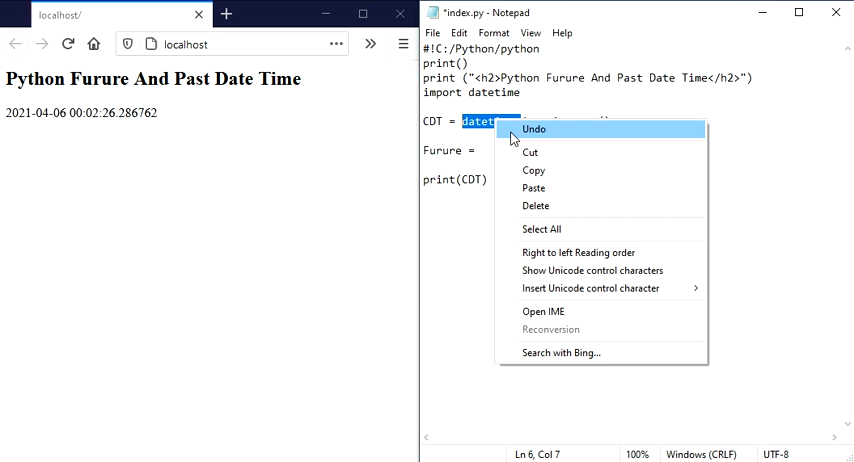 localhost/
localhost
Python Furure And Past Date Time
2021-04-06 00:02:26.286762
*index.py - Notepad
File Edit Format View Help
#!C:/Python/python
print()
print ("<h2>Python Furure And Past Date Time</h2>")
import datetime
CDT =
Furure =
print(CDT)
Undo
Cut
Copy
Paste
Delete
Select All
Right to left Reading order
Show Unicode control characters
Insert Unicode control character
Open IME
Reconversion
Search with Bing...
Ln 6, Col 7
100%
Windows (CRLF)
UTF-8